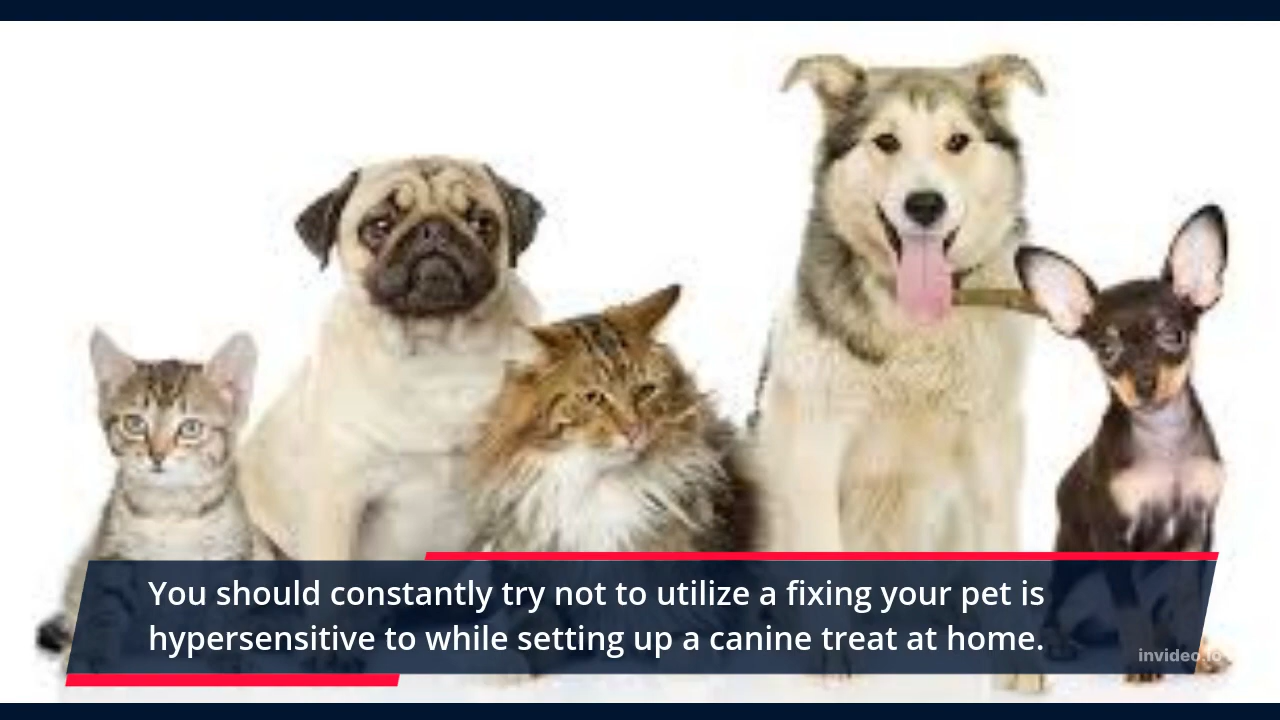 You should constantly try not to utilize a fixing your pet is
hypersensitive to while setting up a canine treat at home.
invideo.io